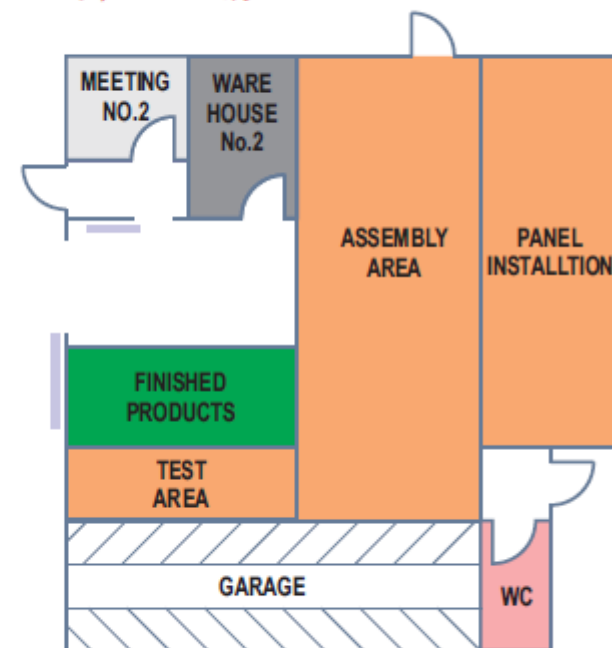 MEETING
NO.2
WARE
HOUSE
No.2
ASSEMBLY
AREA
PANEL
INSTALLTION
FINISHED
PRODUCTS
TEST
AREA
GARAGE
WC